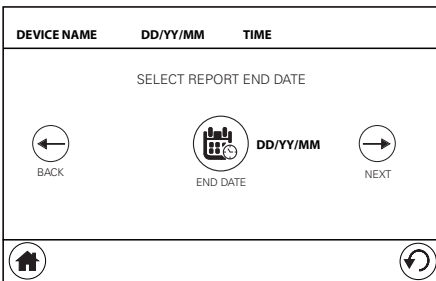 DEVICE NAME DD/YY/MM TIME
SELECT REPORT END DATE
DD/YY/MM
BACK
END DATE
NEXT